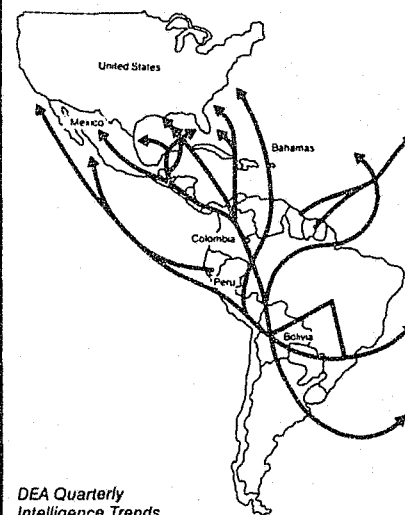 United States
Mexico
Bahamas
Colombia
Peru
Bolivia
DEA Quarterly
Intelligence Trends